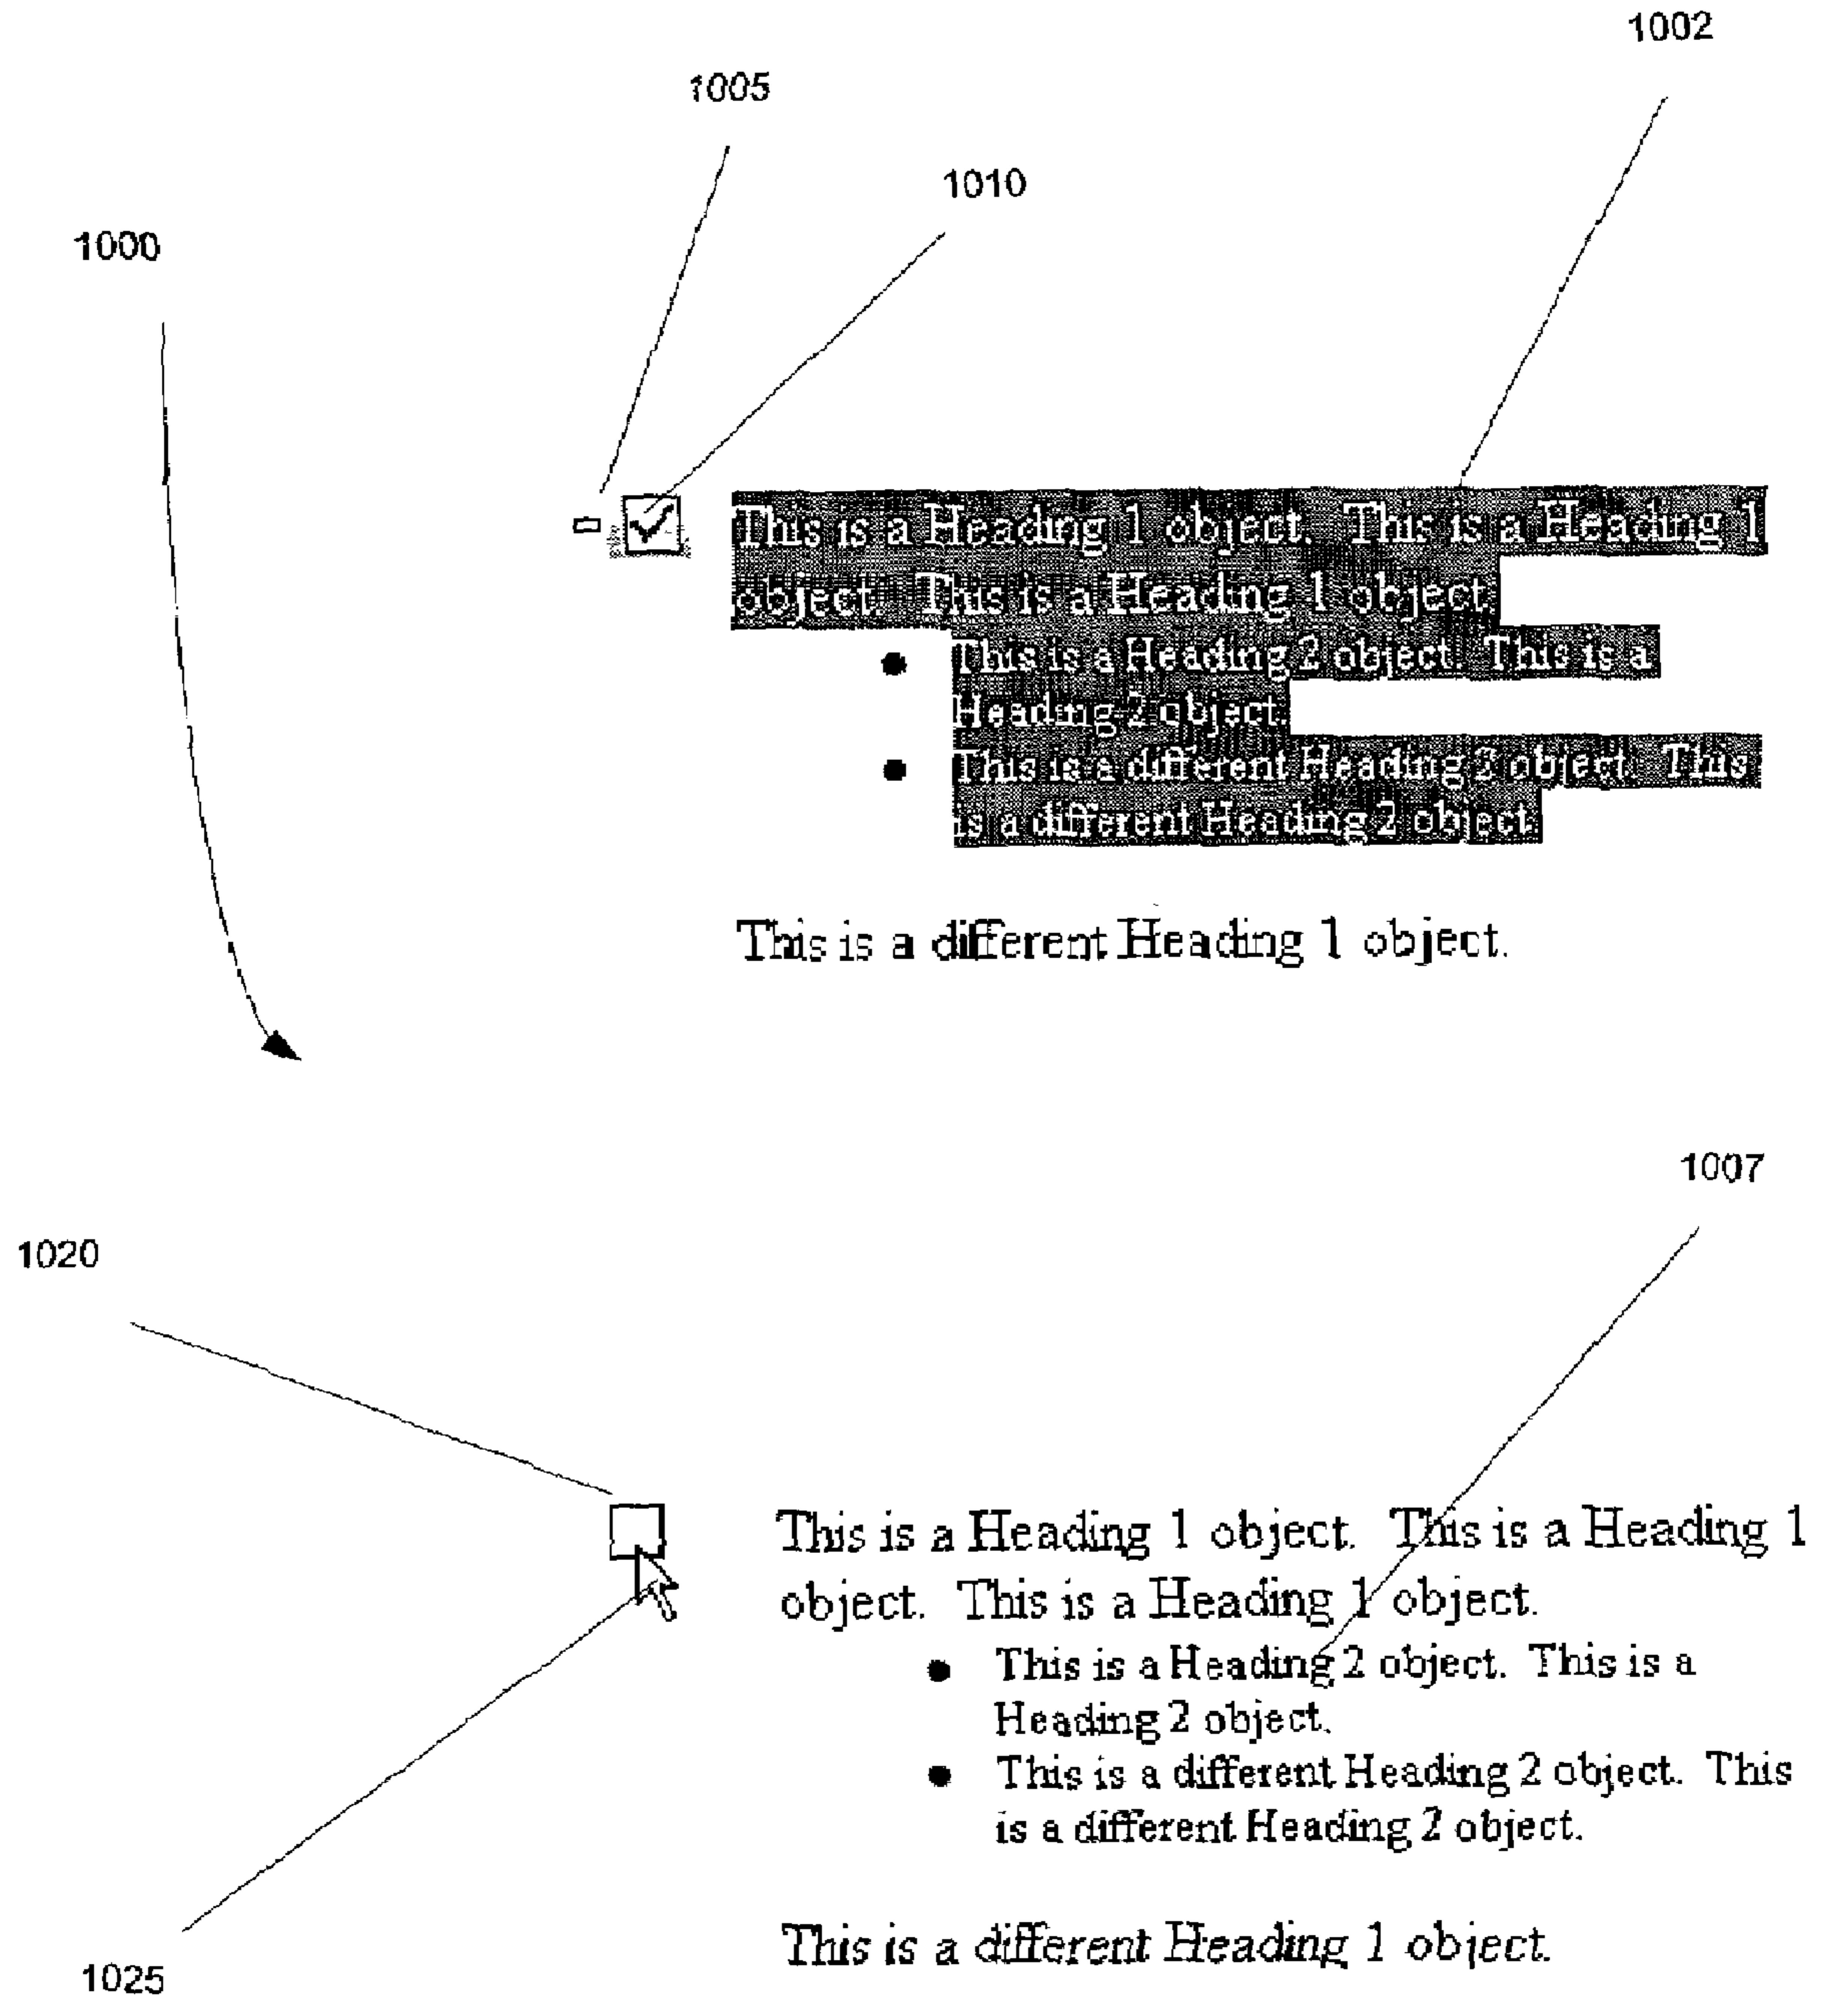 1002
1005
1010
1000
This is a Heading 1 object. This is a Heading 1
object. This is a Heading 1 object.
● This is a Heading 2 object. This is a
Heading 2 object.
● This is a different Heading 2 object. This
is a different Heading 2 object.
This is a different Heading 1 object.
1007
1020
This is a Heading 1 object. This is a Heading 1
object. This is a Heading 1 object.
● This is a Heading 2 object. This is a
Heading 2 object.
● This is a different Heading 2 object. This
is a different Heading 2 object.
This is a different Heading 1 object.
1025